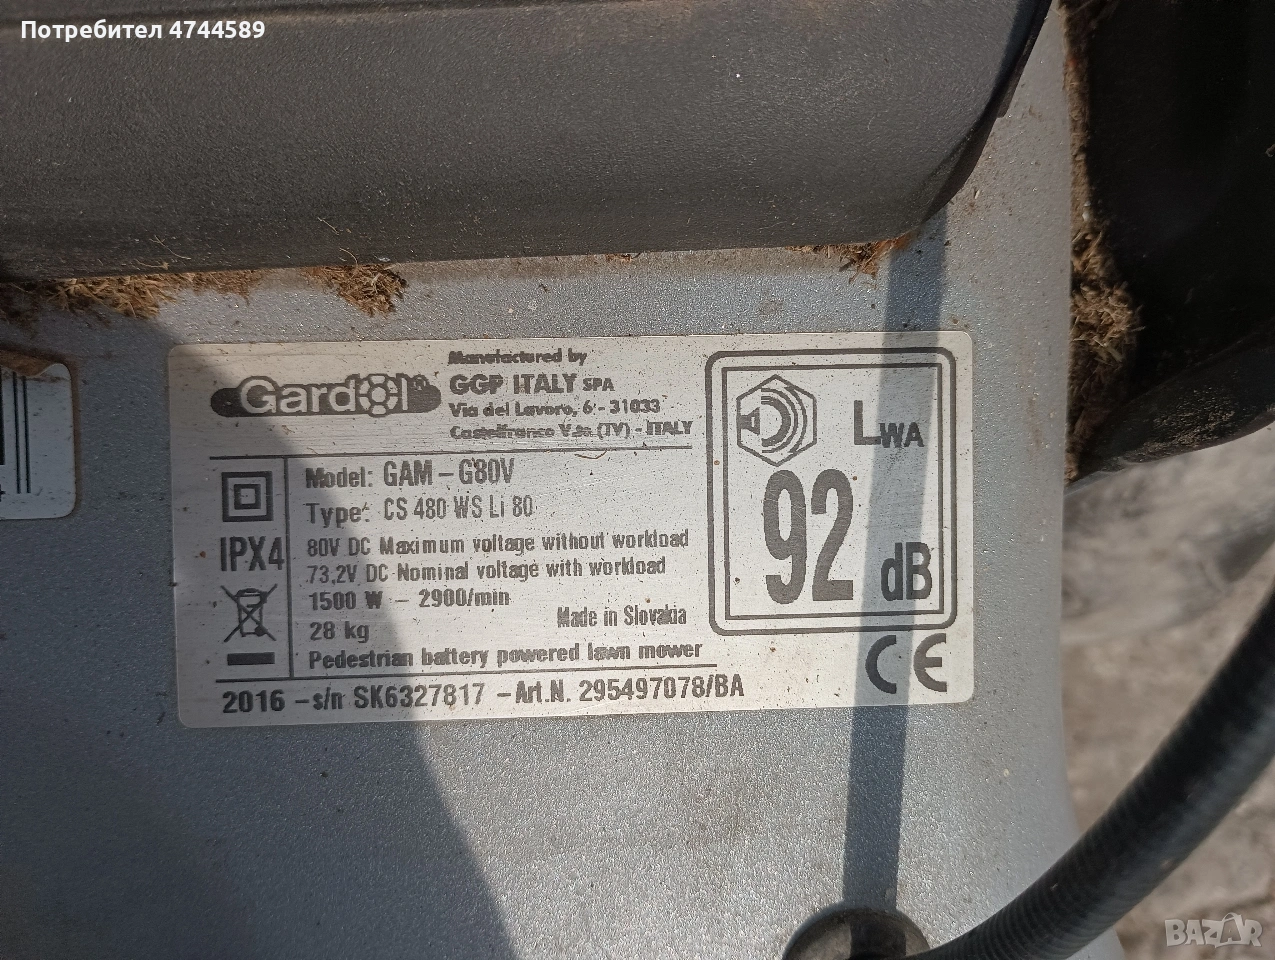 Потребител 4744589
Gardol®
Manufactured by
GGP ITALY SPA
Via del Lavoro, 6 - 31033
Castelfranco V.to (TV) - ITALY
LWA
92 dB
IPX4
Model: GAM - G80V
Type: CS 480 WS Li 80
80V DC Maximum voltage without workload
73,2V DC Nominal voltage with workload
1500 W - 2900/min
28 kg
Made in Slovakia
Pedestrian battery powered lawn mower
2016 - s/n SK6327817 - Art.N. 295497078/BA
CE
BAZAR